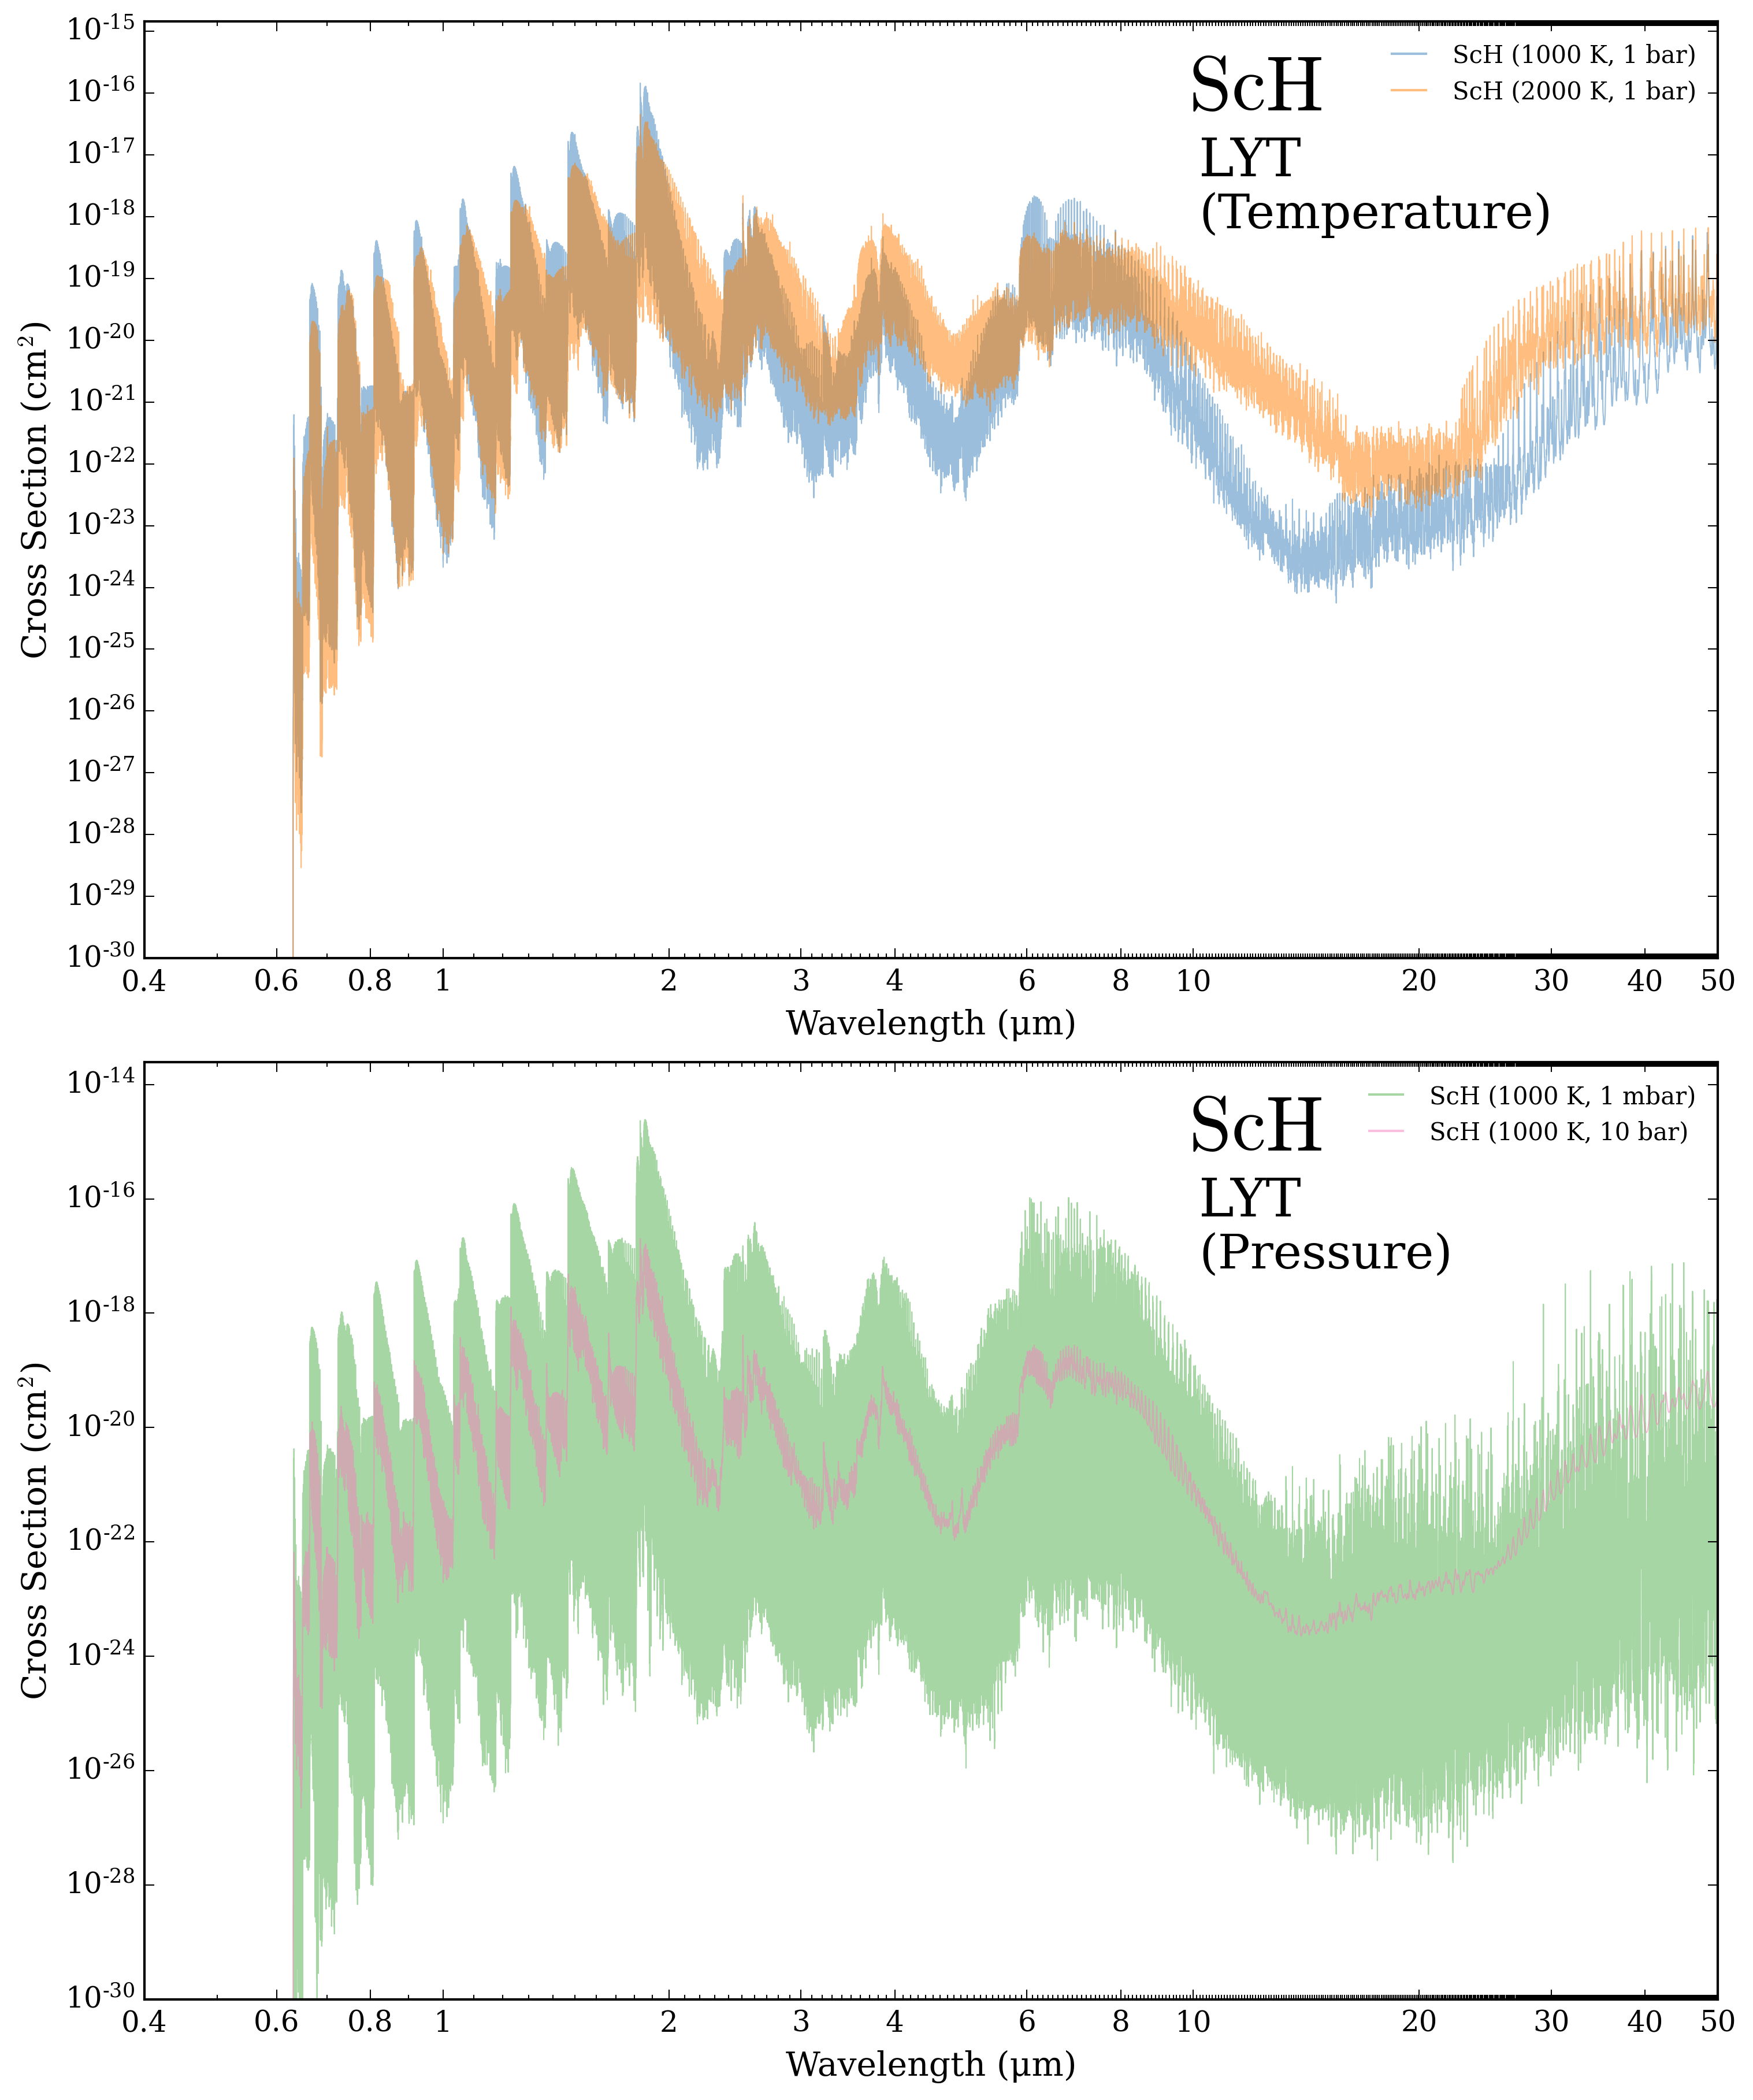 10⁻¹⁵
10⁻¹⁶
10⁻¹⁷
10⁻¹⁸
10⁻¹⁹
10⁻²⁰
10⁻²¹
10⁻²²
10⁻²³
10⁻²⁴
10⁻²⁵
10⁻²⁶
10⁻²⁷
10⁻²⁸
10⁻²⁹
10⁻³⁰
Cross Section (cm²)
ScH
LYT
(Temperature)
ScH (1000 K, 1 bar)
ScH (2000 K, 1 bar)
0.4 0.6 0.8 1 2 3 4 6 8 10 20 30 40 50
Wavelength (μm)
10⁻¹⁴
10⁻¹⁶
10⁻¹⁸
10⁻²⁰
10⁻²²
10⁻²⁴
10⁻²⁶
10⁻²⁸
10⁻³⁰
Cross Section (cm²)
ScH
LYT
(Pressure)
ScH (1000 K, 1 mbar)
ScH (1000 K, 10 bar)
0.4 0.6 0.8 1 2 3 4 6 8 10 20 30 40 50
Wavelength (μm)